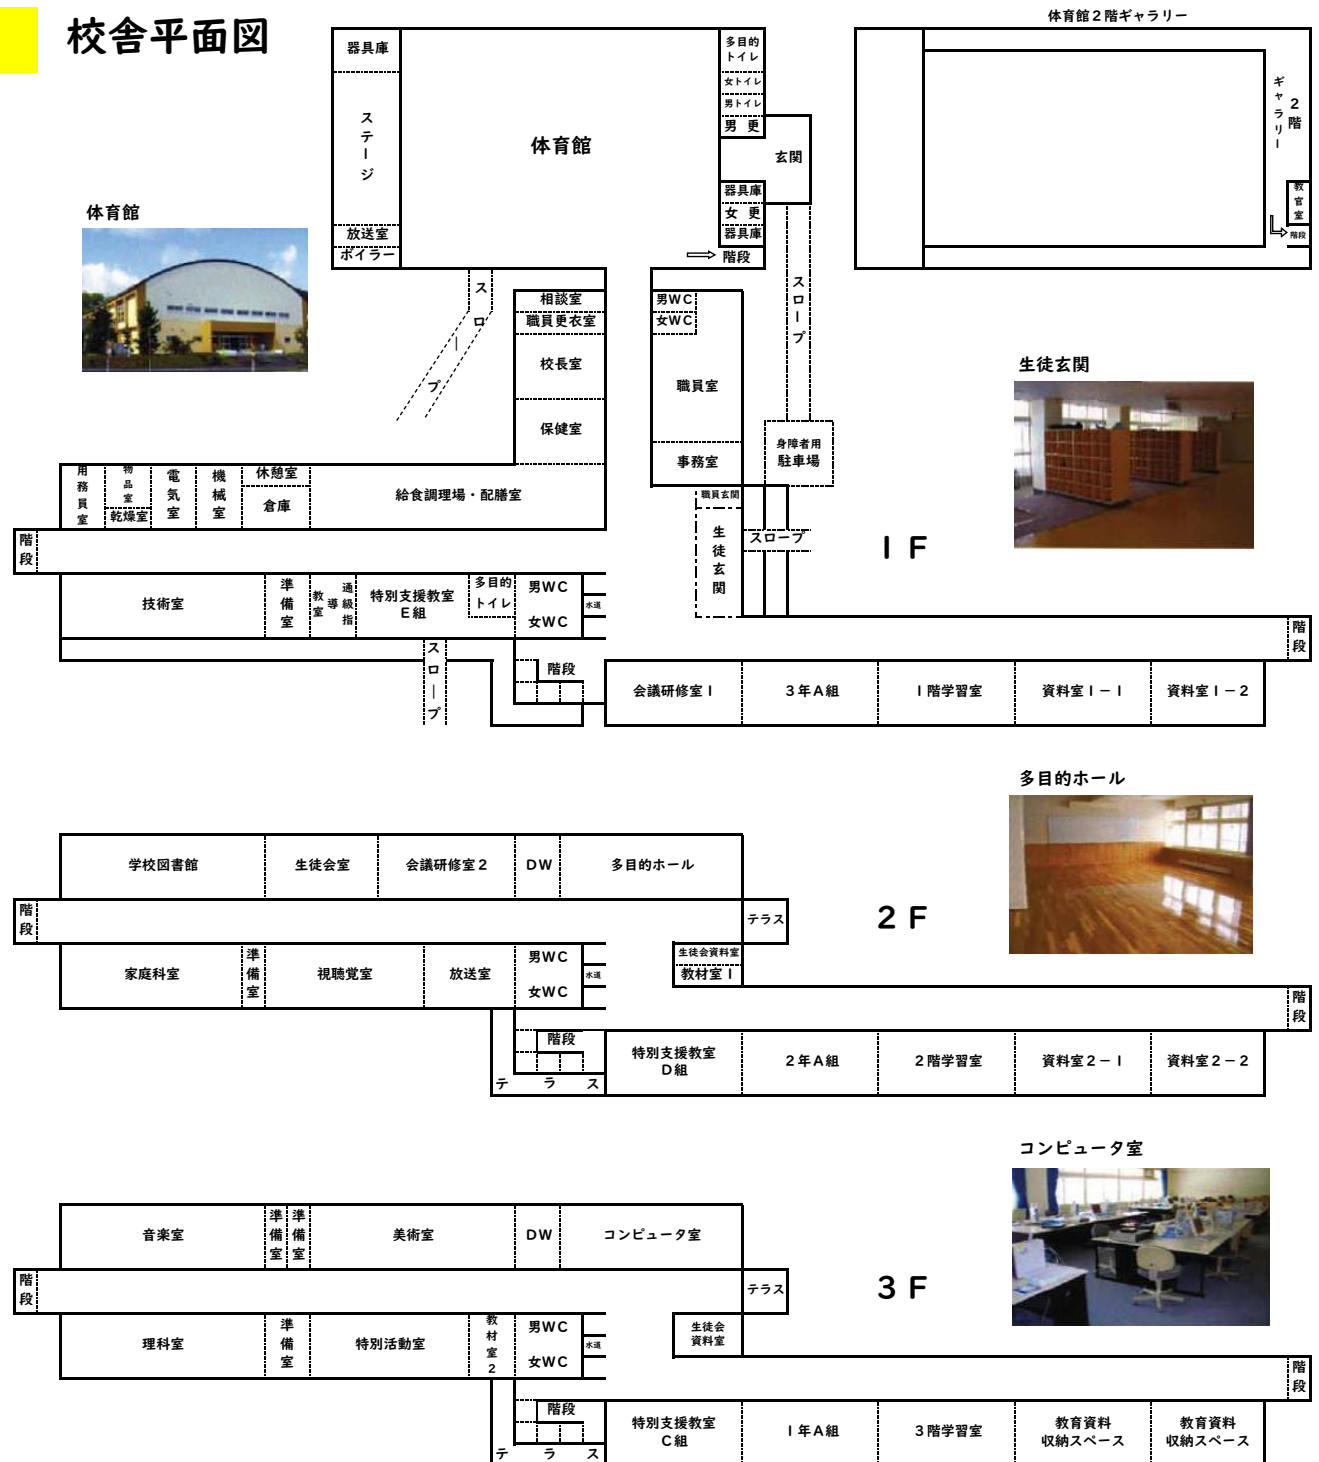 校舎平面図
体育館２階ギャラリー
器具庫
ステージ
放送室
ボイラー
体育館
多目的
トイレ
女トイレ
男トイレ
男 更
玄関
器具庫
女 更
器具庫
階段
ギャラリー
２階
教官室
階段
体育館
スロープ
スロープ
相談室
職員更衣室
校長室
保健室
男ＷＣ
女ＷＣ
職員室
事務室
身障者用
駐車場
生徒玄関
用務員室
物品室
乾燥室
電気室
機械室
休憩室
倉庫
給食調理場・配膳室
職員玄関
生徒玄関
スロープ
１Ｆ
階段
技術室
準備室
通級指導教室
特別支援教室
Ｅ組
多目的
トイレ
男ＷＣ
女ＷＣ
水道
スロープ
階段
階段
会議研修室１
３年Ａ組
１階学習室
資料室１－１
資料室１－２
多目的ホール
学校図書館
生徒会室
会議研修室２
ＤＷ
多目的ホール
階段
テラス
２Ｆ
家庭科室
準備室
視聴覚室
放送室
男ＷＣ
女ＷＣ
水道
生徒会資料室
教材室１
階段
階段
テラス
特別支援教室
Ｄ組
２年Ａ組
２階学習室
資料室２－１
資料室２－２
コンピュータ室
音楽室
準備室
準備室
美術室
ＤＷ
コンピュータ室
階段
テラス
３Ｆ
理科室
準備室
特別活動室
教材室２
男ＷＣ
女ＷＣ
水道
生徒会
資料室
階段
階段
テラス
特別支援教室
Ｃ組
１年Ａ組
３階学習室
教育資料
収納スペース
教育資料
収納スペース